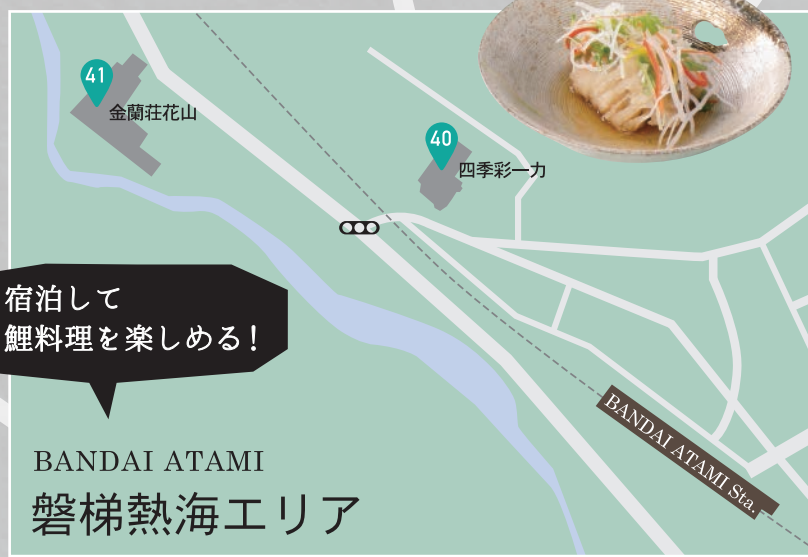 41
金蘭荘花山
40
四季彩一力
宿泊して
鯉料理を楽しめる！
BANDAI ATAMI Sta.
BANDAI ATAMI
磐梯熱海エリア